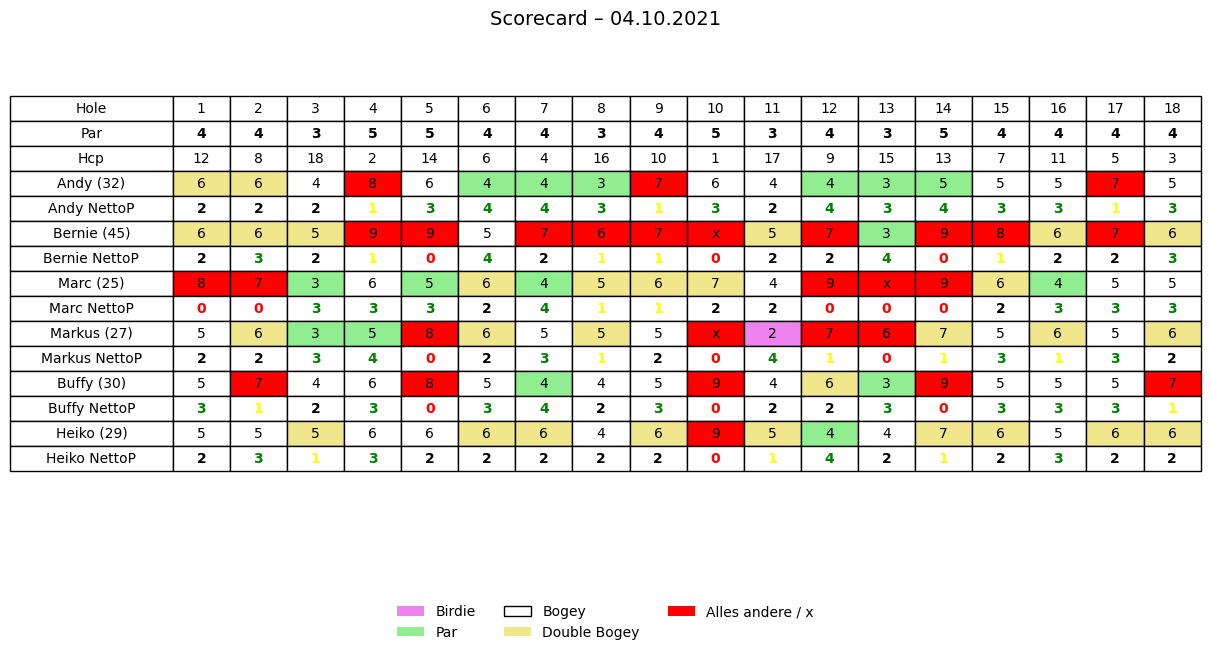 Scorecard – 04.10.2021
Hole 1 2 3 4 5 6 7 8 9 10 11 12 13 14 15 16 17 18
Par 4 4 3 5 5 4 4 3 4 5 3 4 3 5 4 4 4 4
Hcp 12 8 18 2 14 6 4 16 10 1 17 9 15 13 7 11 5 3
Andy (32) 6 6 4 8 6 4 4 3 7 6 4 4 3 5 5 5 7 5
Andy NettoP 2 2 2 1 3 4 4 3 1 3 2 4 3 4 3 3 1 3
Bernie (45) 6 6 5 9 9 5 7 6 7 x 5 7 3 9 8 6 7 6
Bernie NettoP 2 3 2 1 0 4 2 1 1 0 2 2 4 0 1 2 2 3
Marc (25) 8 7 3 6 5 6 4 5 6 7 4 9 x 9 6 4 5 5
Marc NettoP 0 0 3 3 3 2 4 1 1 2 2 0 0 0 2 3 3 3
Markus (27) 5 6 3 5 8 6 5 5 5 x 2 7 6 7 5 6 5 6
Markus NettoP 2 2 3 4 0 2 3 1 2 0 4 1 0 1 3 1 3 2
Buffy (30) 5 7 4 6 8 5 4 4 5 9 4 6 3 9 5 5 5 7
Buffy NettoP 3 1 2 3 0 3 4 2 3 0 2 2 3 0 3 3 3 1
Heiko (29) 5 5 5 6 6 6 6 4 6 9 5 4 4 7 6 5 6 6
Heiko NettoP 2 3 1 3 2 2 2 2 2 0 1 4 2 1 2 3 2 2
Birdie Bogey Alles andere / x
Par Double Bogey